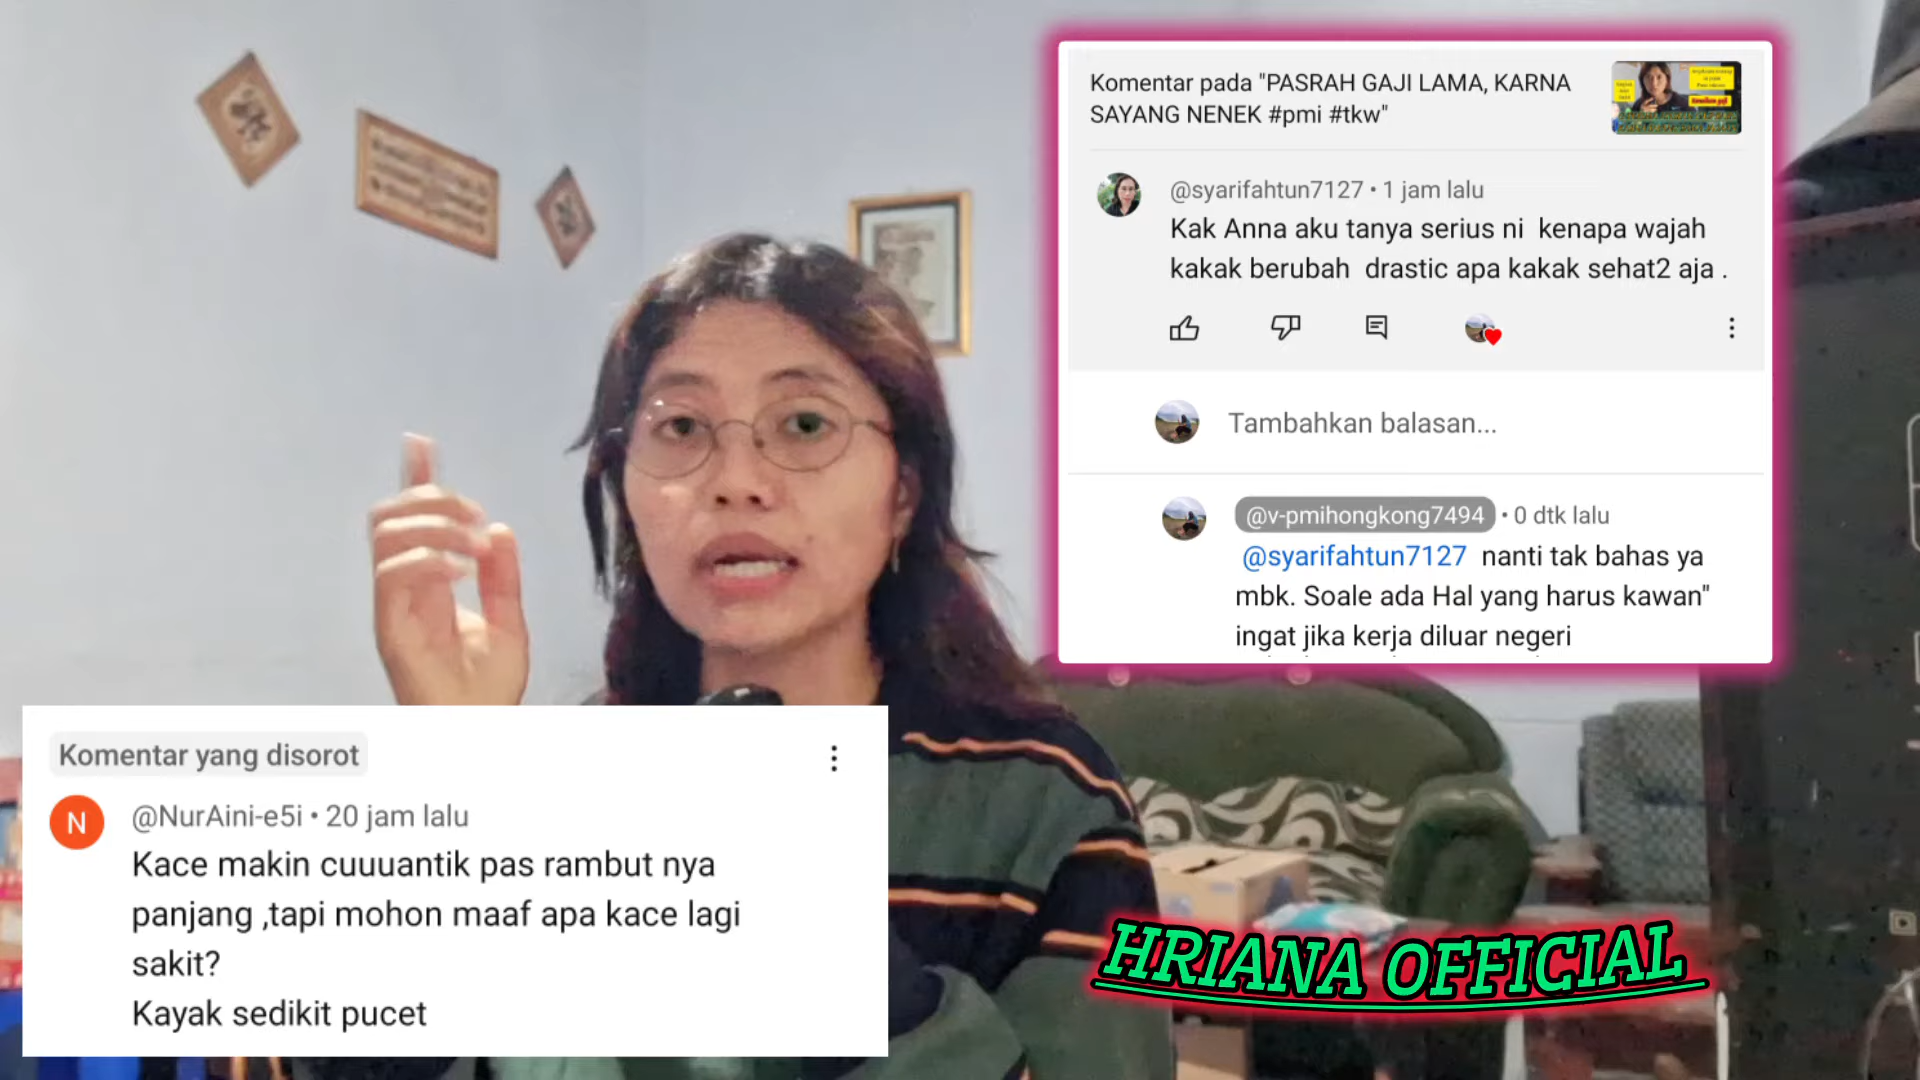 Komentar pada "PASRAH GAJI LAMA, KARNA
SAYANG NENEK #pmi #tkw"
@syarifahtun7127 • 1 jam lalu
Kak Anna aku tanya serius ni  kenapa wajah
kakak berubah  drastic apa kakak sehat2 aja .
Tambahkan balasan...
@v-pmihongkong7494 • 0 dtk lalu
@syarifahtun7127  nanti tak bahas ya
mbk. Soale ada Hal yang harus kawan"
ingat jika kerja diluar negeri
Komentar yang disorot
N
@NurAini-e5i • 20 jam lalu
Kace makin cuuuantik pas rambut nya
panjang ,tapi mohon maaf apa kace lagi
sakit?
Kayak sedikit pucet
HRIANA OFFICIAL